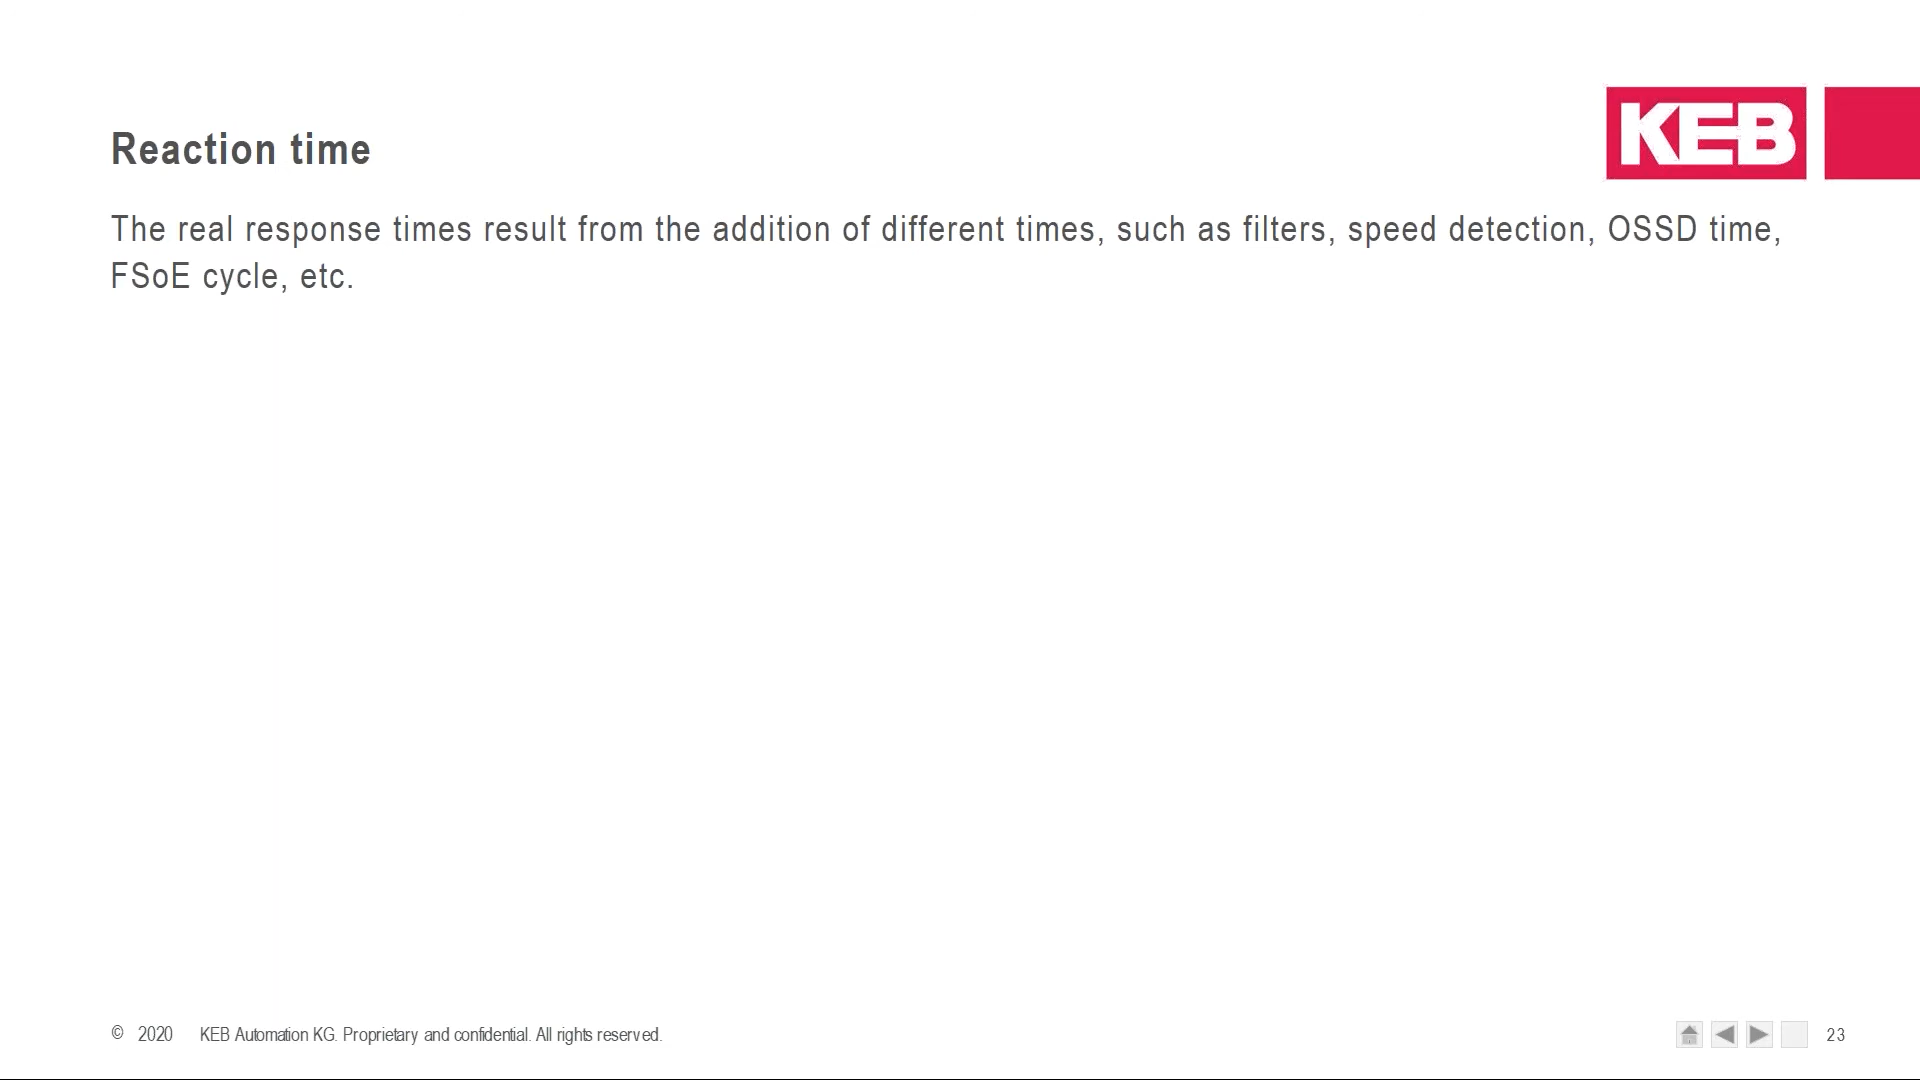 KEB
Reaction time
The real response times result from the addition of different times, such as filters, speed detection, OSSD time,
FSoE cycle, etc.
© 2020 KEB Automation KG. Proprietary and confidential. All rights reserved.
23